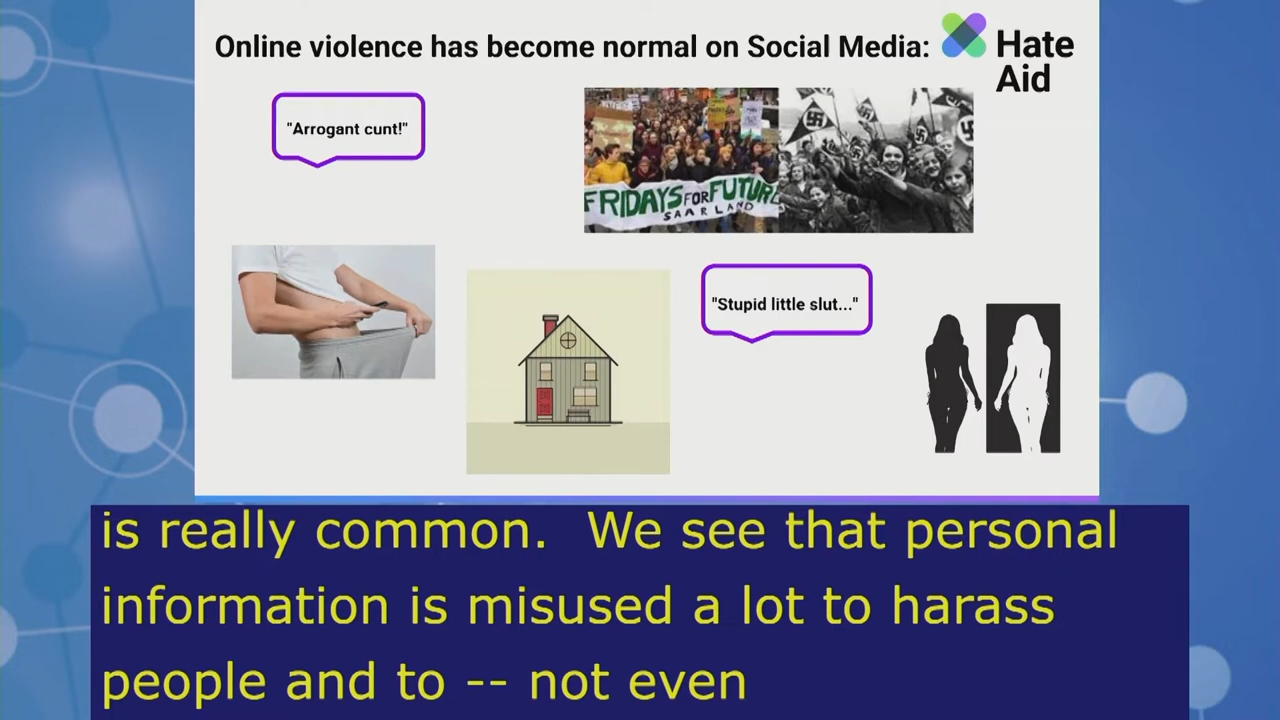 Online violence has become normal on Social Media:
Hate
Aid
"Arrogant cunt!"
FRIDAYS FOR FUTURE
SAARLAND
"Stupid little slut..."
is really common. We see that personal
information is misused a lot to harass
people and to -- not even